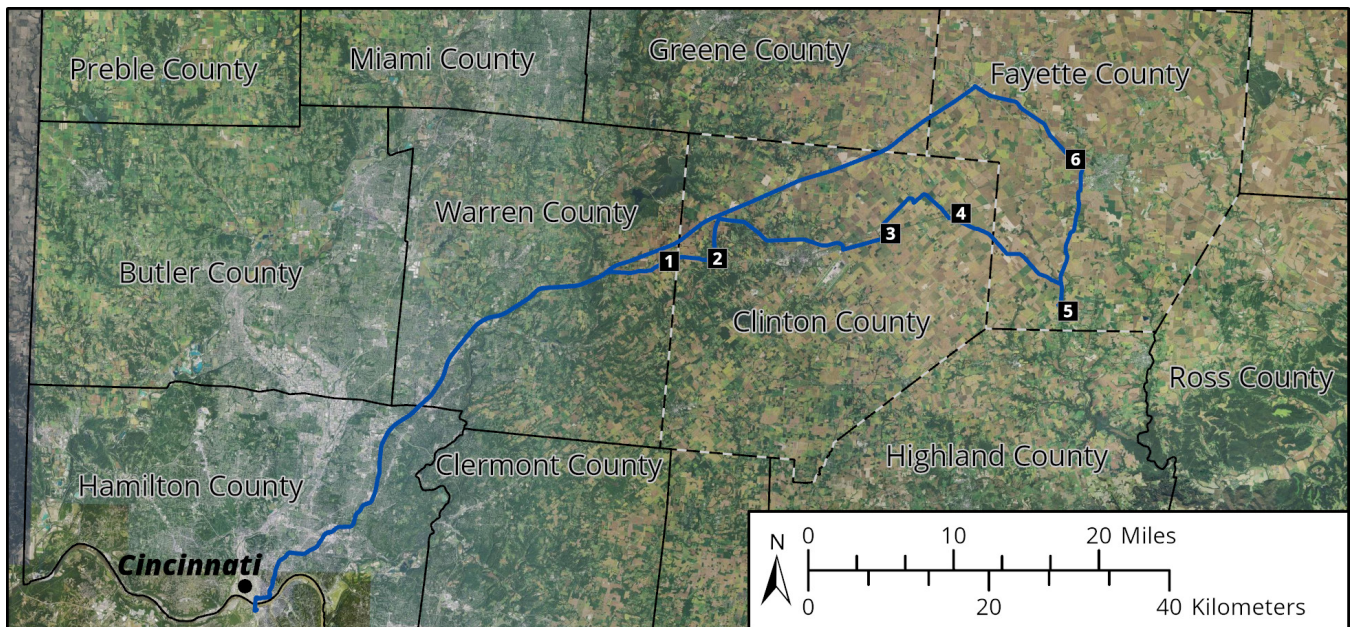 Preble County
Miami County
Greene County
Fayette County
6
Warren County
4
3
1
2
Butler County
5
Clinton County
Ross County
Clermont County
Highland County
Hamilton County
Cincinnati
N
0 10 20 Miles
0 20 40 Kilometers